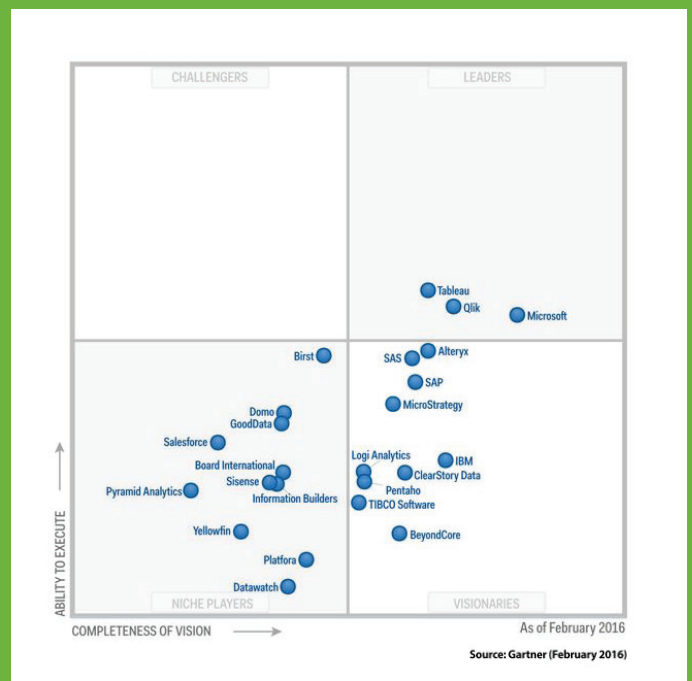 CHALLENGERS
LEADERS
Tableau
Qlik
Microsoft
Birst
SAS
Alteryx
SAP
MicroStrategy
Domo
GoodData
Salesforce
Logi Analytics
IBM
Board International
ClearStory Data
Sisense
Pyramid Analytics
Information Builders
Pentaho
TIBCO Software
Yellowfin
BeyondCore
Platfora
Datawatch
NICHE PLAYERS
VISIONARIES
ABILITY TO EXECUTE
COMPLETENESS OF VISION
As of February 2016
Source: Gartner (February 2016)